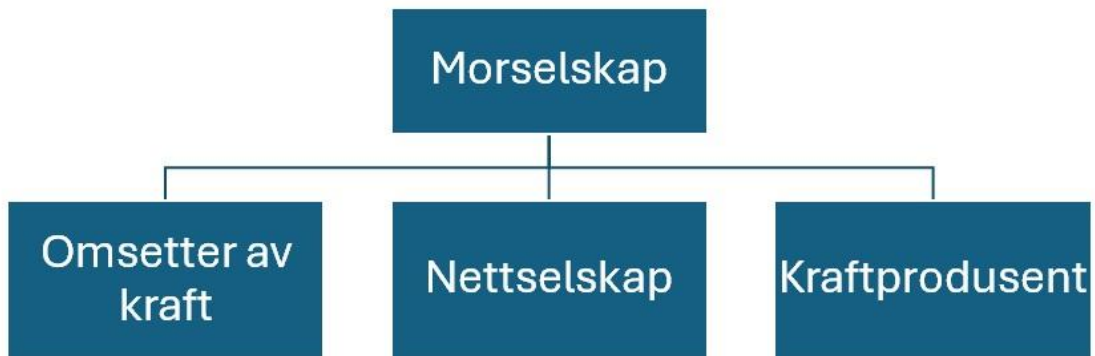 Morselskap
Omsetter av
kraft
Nettselskap
Kraftprodusent